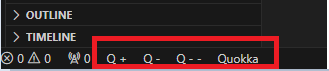 OUTLINE
TIMELINE
0 0 0 Q + Q - Q - - Quokka